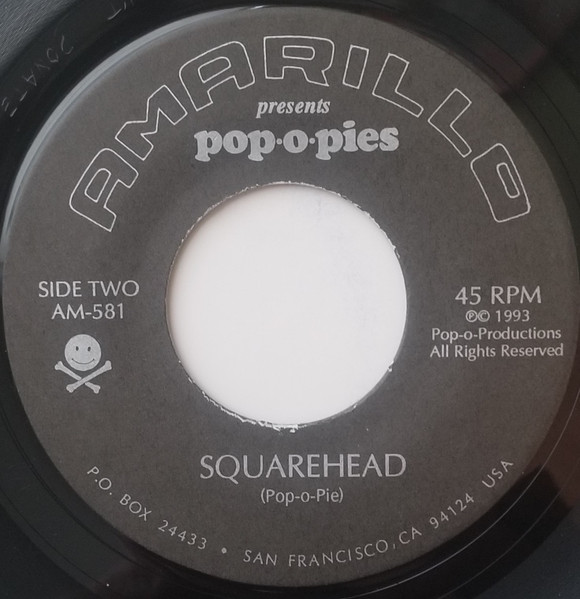 AMARILLO
presents
pop·o·pies
SIDE TWO
AM-581
45 RPM
℗© 1993
Pop-o-Productions
All Rights Reserved
SQUAREHEAD
(Pop-o-Pie)
P.O. BOX 24433 • SAN FRANCISCO, CA 94124 USA